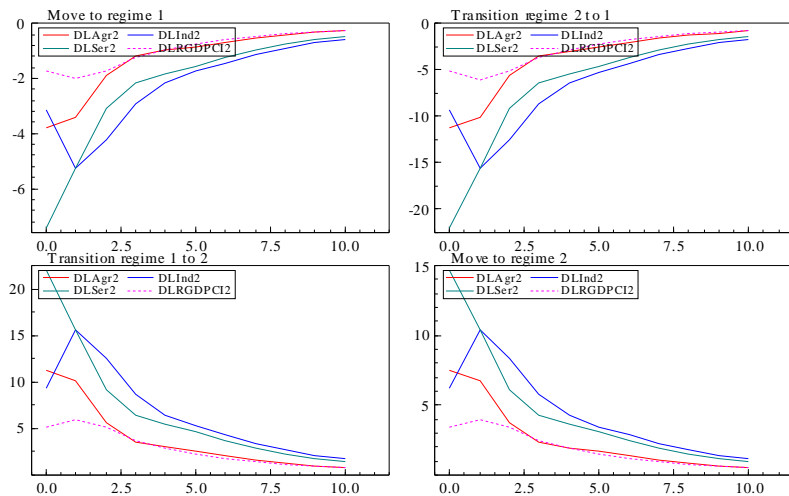 Move to regime 1
DLAgr2 DLInd2
DLSer2 DLRGDPCI2
0
-2
-4
-6
0.0 2.5 5.0 7.5 10.0
Transition regime 2 to 1
DLAgr2 DLInd2
DLSer2 DLRGDPCI2
0
-5
-10
-15
-20
0.0 2.5 5.0 7.5 10.0
Transition regime 1 to 2
DLAgr2 DLInd2
DLSer2 DLRGDPCI2
20
15
10
5
0.0 2.5 5.0 7.5 10.0
Move to regime 2
DLAgr2 DLInd2
DLSer2 DLRGDPCI2
15
10
5
0.0 2.5 5.0 7.5 10.0